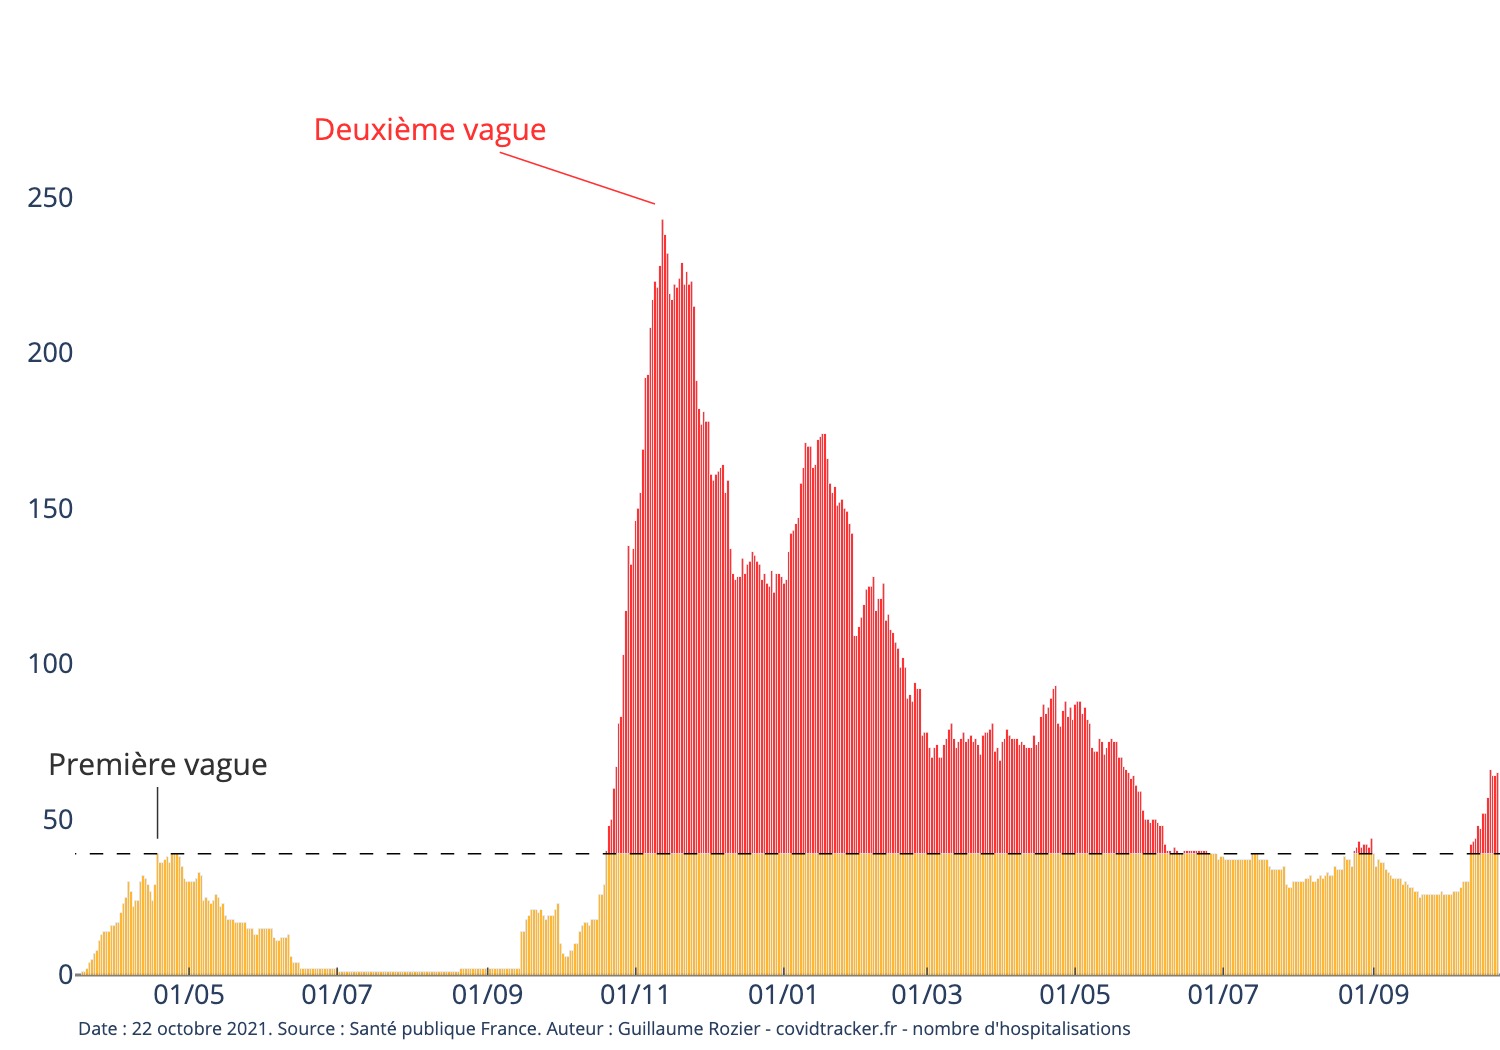 Deuxième vague
250
200
150
100
Première vague
50
0
01/05 01/07 01/09 01/11 01/01 01/03 01/05 01/07 01/09
Date : 22 octobre 2021. Source : Santé publique France. Auteur : Guillaume Rozier - covidtracker.fr - nombre d'hospitalisations